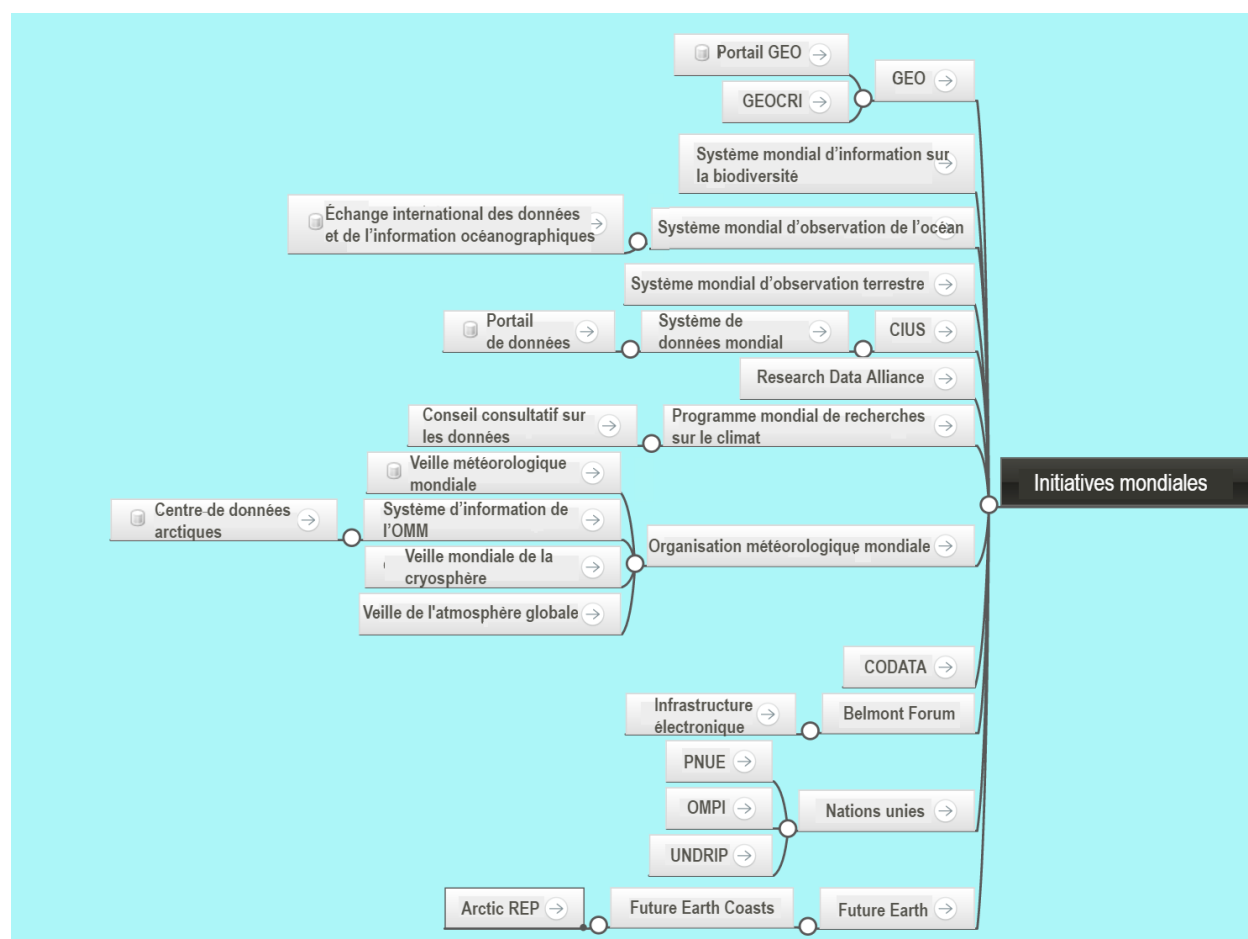 Portail GEO
GEO
GEOCRI
Système mondial d’information sur
la biodiversité
Échange international des données
et de l’information océanographiques
Système mondial d’observation de l’océan
Système mondial d’observation terrestre
Portail
de données
Système de
données mondial
CIUS
Research Data Alliance
Conseil consultatif sur
les données
Programme mondial de recherches
sur le climat
Initiatives mondiales
Veille météorologique
mondiale
Centre de données
arctiques
Système d’information de
l’OMM
Organisation météorologique mondiale
Veille mondiale de la
cryosphère
Veille de l'atmosphère globale
CODATA
Infrastructure
électronique
Belmont Forum
PNUE
OMPI
Nations unies
UNDRIP
Arctic REP
Future Earth Coasts
Future Earth